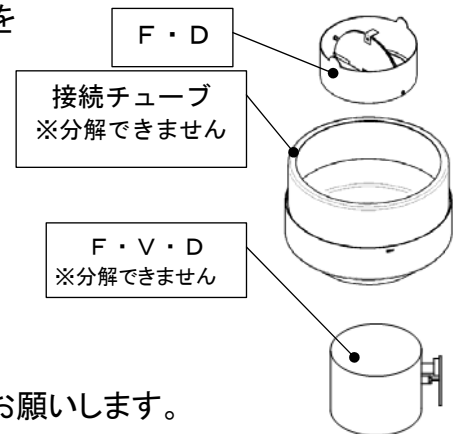 を
Ｆ・Ｄ
接続チューブ
※分解できません
Ｆ・Ｖ・Ｄ
※分解できません
お願いします。